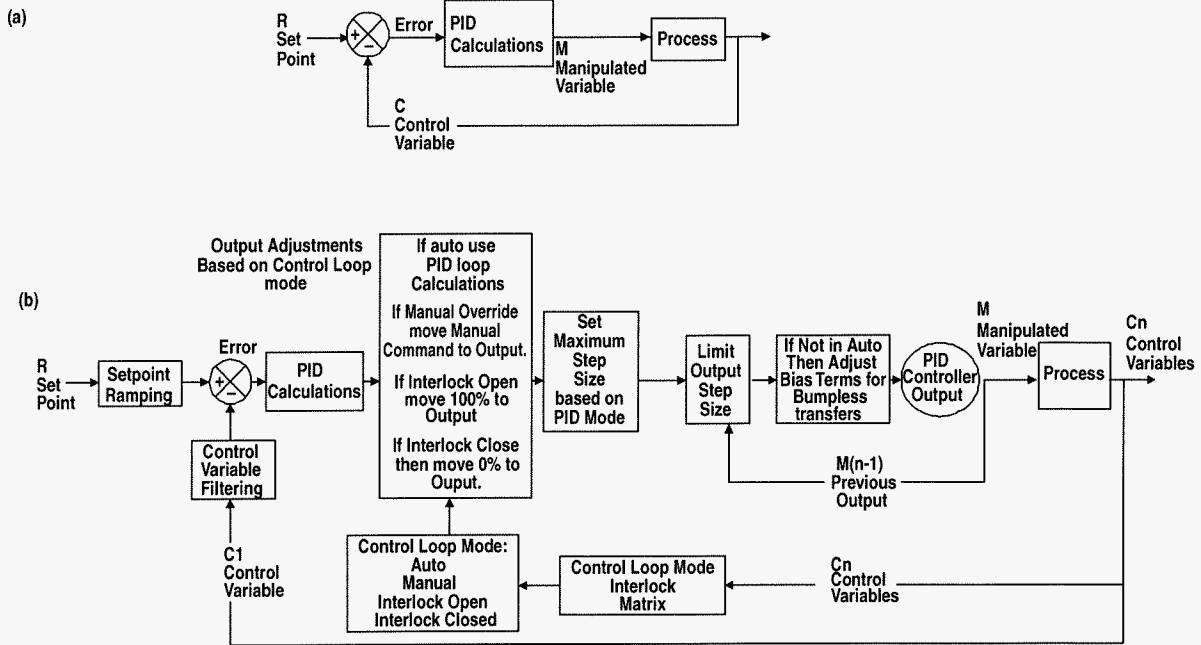 (a)
R
Set
Point
+
−
Error
PID
Calculations
M
Manipulated
Variable
Process
C
Control
Variable
(b)
Output Adjustments
Based on Control Loop
mode
R
Set
Point
Setpoint
Ramping
Error
+
−
PID
Calculations
Control
Variable
Filtering
C1
Control
Variable
If auto use
PID loop
Calculations
If Manual Override
move Manual
Command to Output.
If Interlock Open
move 100% to
Output
If Interlock Close
then move 0% to
Ouput.
Control Loop Mode:
Auto
Manual
Interlock Open
Interlock Closed
Set
Maximum
Step
Size
based on
PID Mode
Limit
Output
Step
Size
If Not in Auto
Then Adjust
Bias Terms for
Bumpless
transfers
PID
Controller
Output
M
Manipulated
Variable
Process
Cn
Control
Variables
M(n-1)
Previous
Output
Control Loop Mode
Interlock
Matrix
Cn
Control
Variables